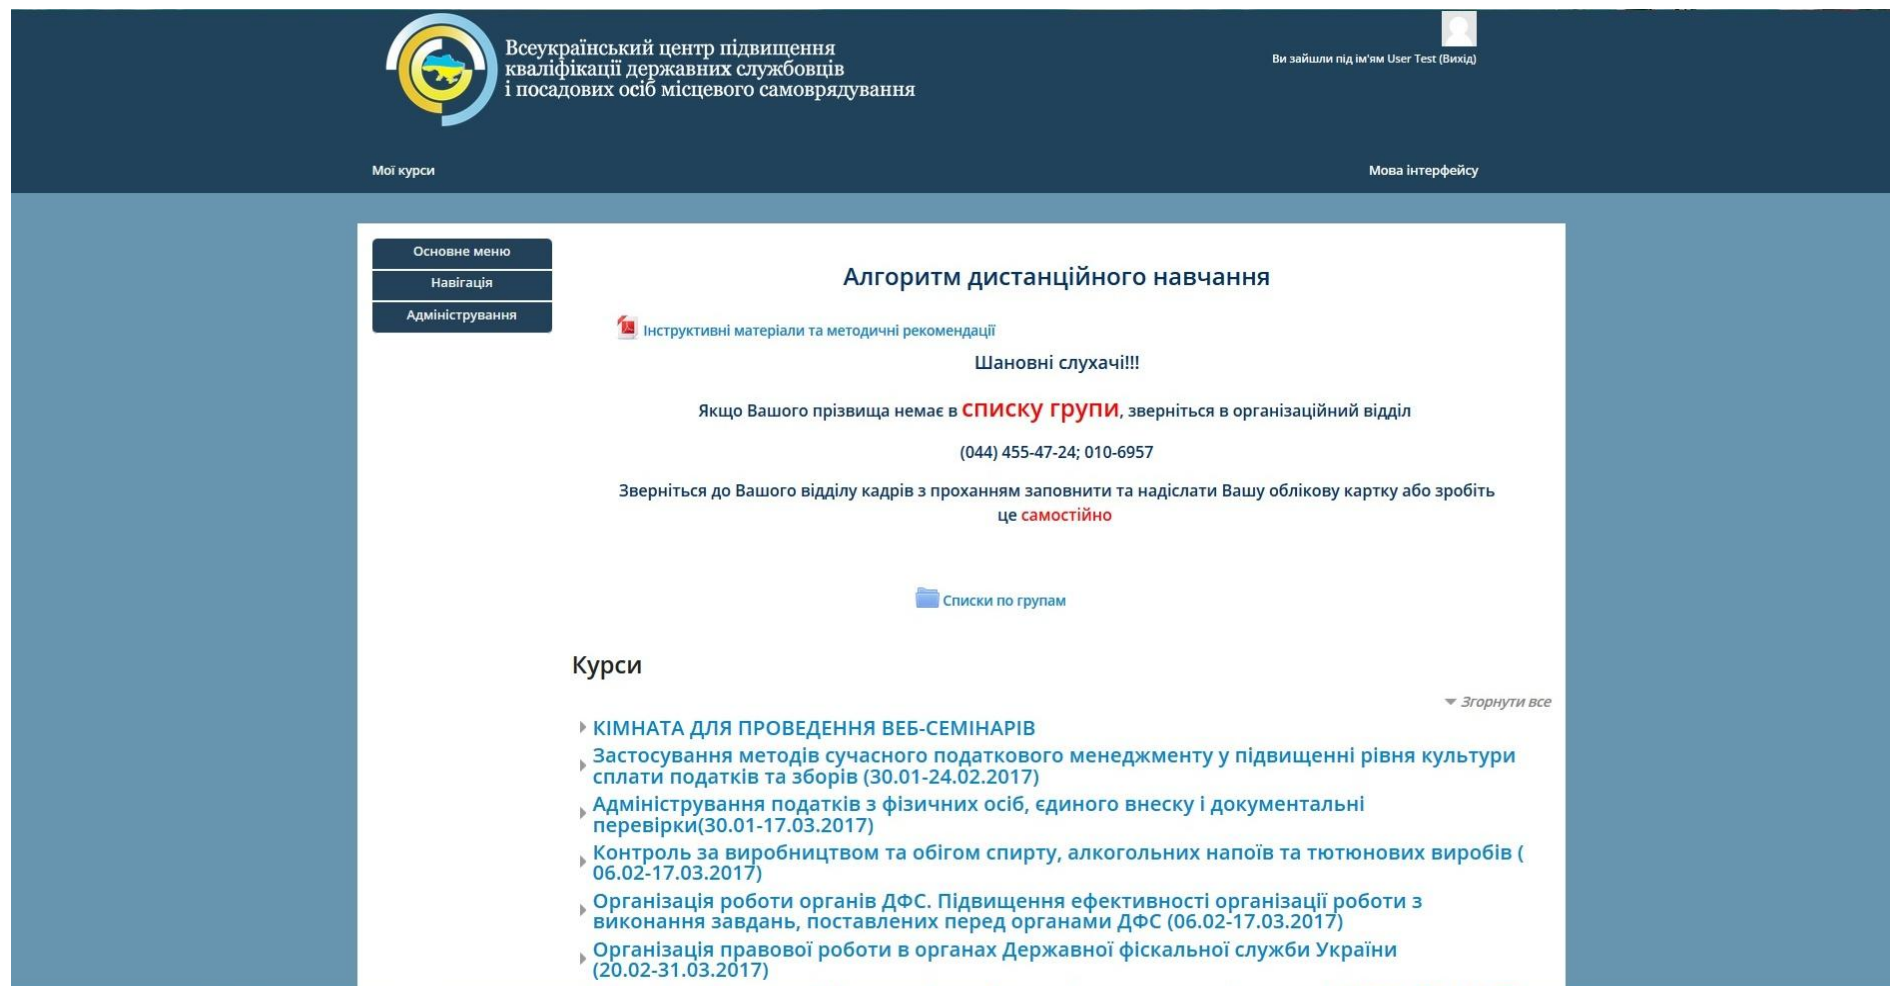 Всеукраїнський центр підвищення
кваліфікації державних службовців
і посадових осіб місцевого самоврядування
Ви зайшли під ім'ям User Test (Вихід)
Мої курси
Мова інтерфейсу
Основне меню
Навігація
Адміністрування
Алгоритм дистанційного навчання
Інструктивні матеріали та методичні рекомендації
Шановні слухачі!!!
Якщо Вашого прізвища немає в списку групи, зверніться в організаційний відділ
(044) 455-47-24; 010-6957
Зверніться до Вашого відділу кадрів з проханням заповнити та надіслати Вашу облікову картку або зробіть
це самостійно
Списки по групам
Курси
Згорнути все
КІМНАТА ДЛЯ ПРОВЕДЕННЯ ВЕБ-СЕМІНАРІВ
Застосування методів сучасного податкового менеджменту у підвищенні рівня культури
сплати податків та зборів (30.01-24.02.2017)
Адміністрування податків з фізичних осіб, єдиного внеску і документальні
перевірки(30.01-17.03.2017)
Контроль за виробництвом та обігом спирту, алкогольних напоїв та тютюнових виробів (
06.02-17.03.2017)
Організація роботи органів ДФС. Підвищення ефективності організації роботи з
виконання завдань, поставлених перед органами ДФС (06.02-17.03.2017)
Організація правової роботи в органах Державної фіскальної служби України
(20.02-31.03.2017)